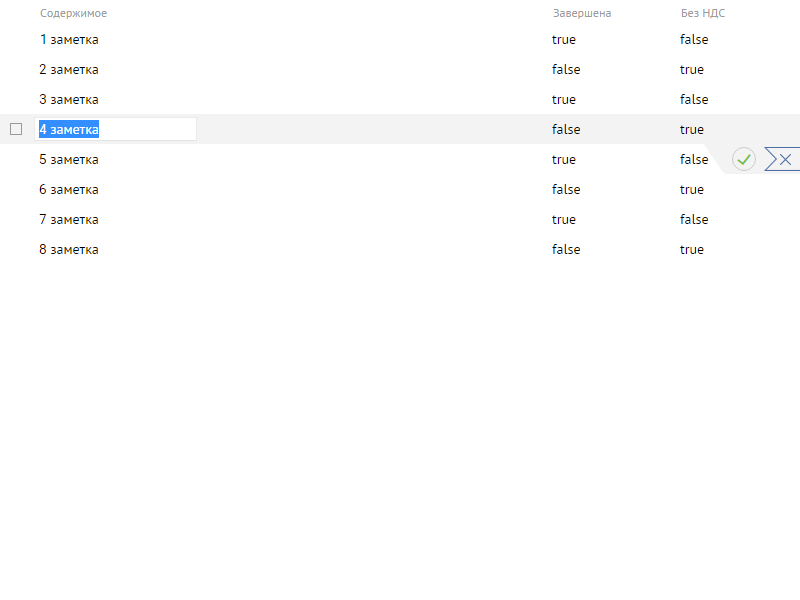 Содержимое Завершена Без НДС
1 заметка true false
2 заметка false true
3 заметка true false
4 заметка false true
5 заметка true false
6 заметка false true
7 заметка true false
8 заметка false true